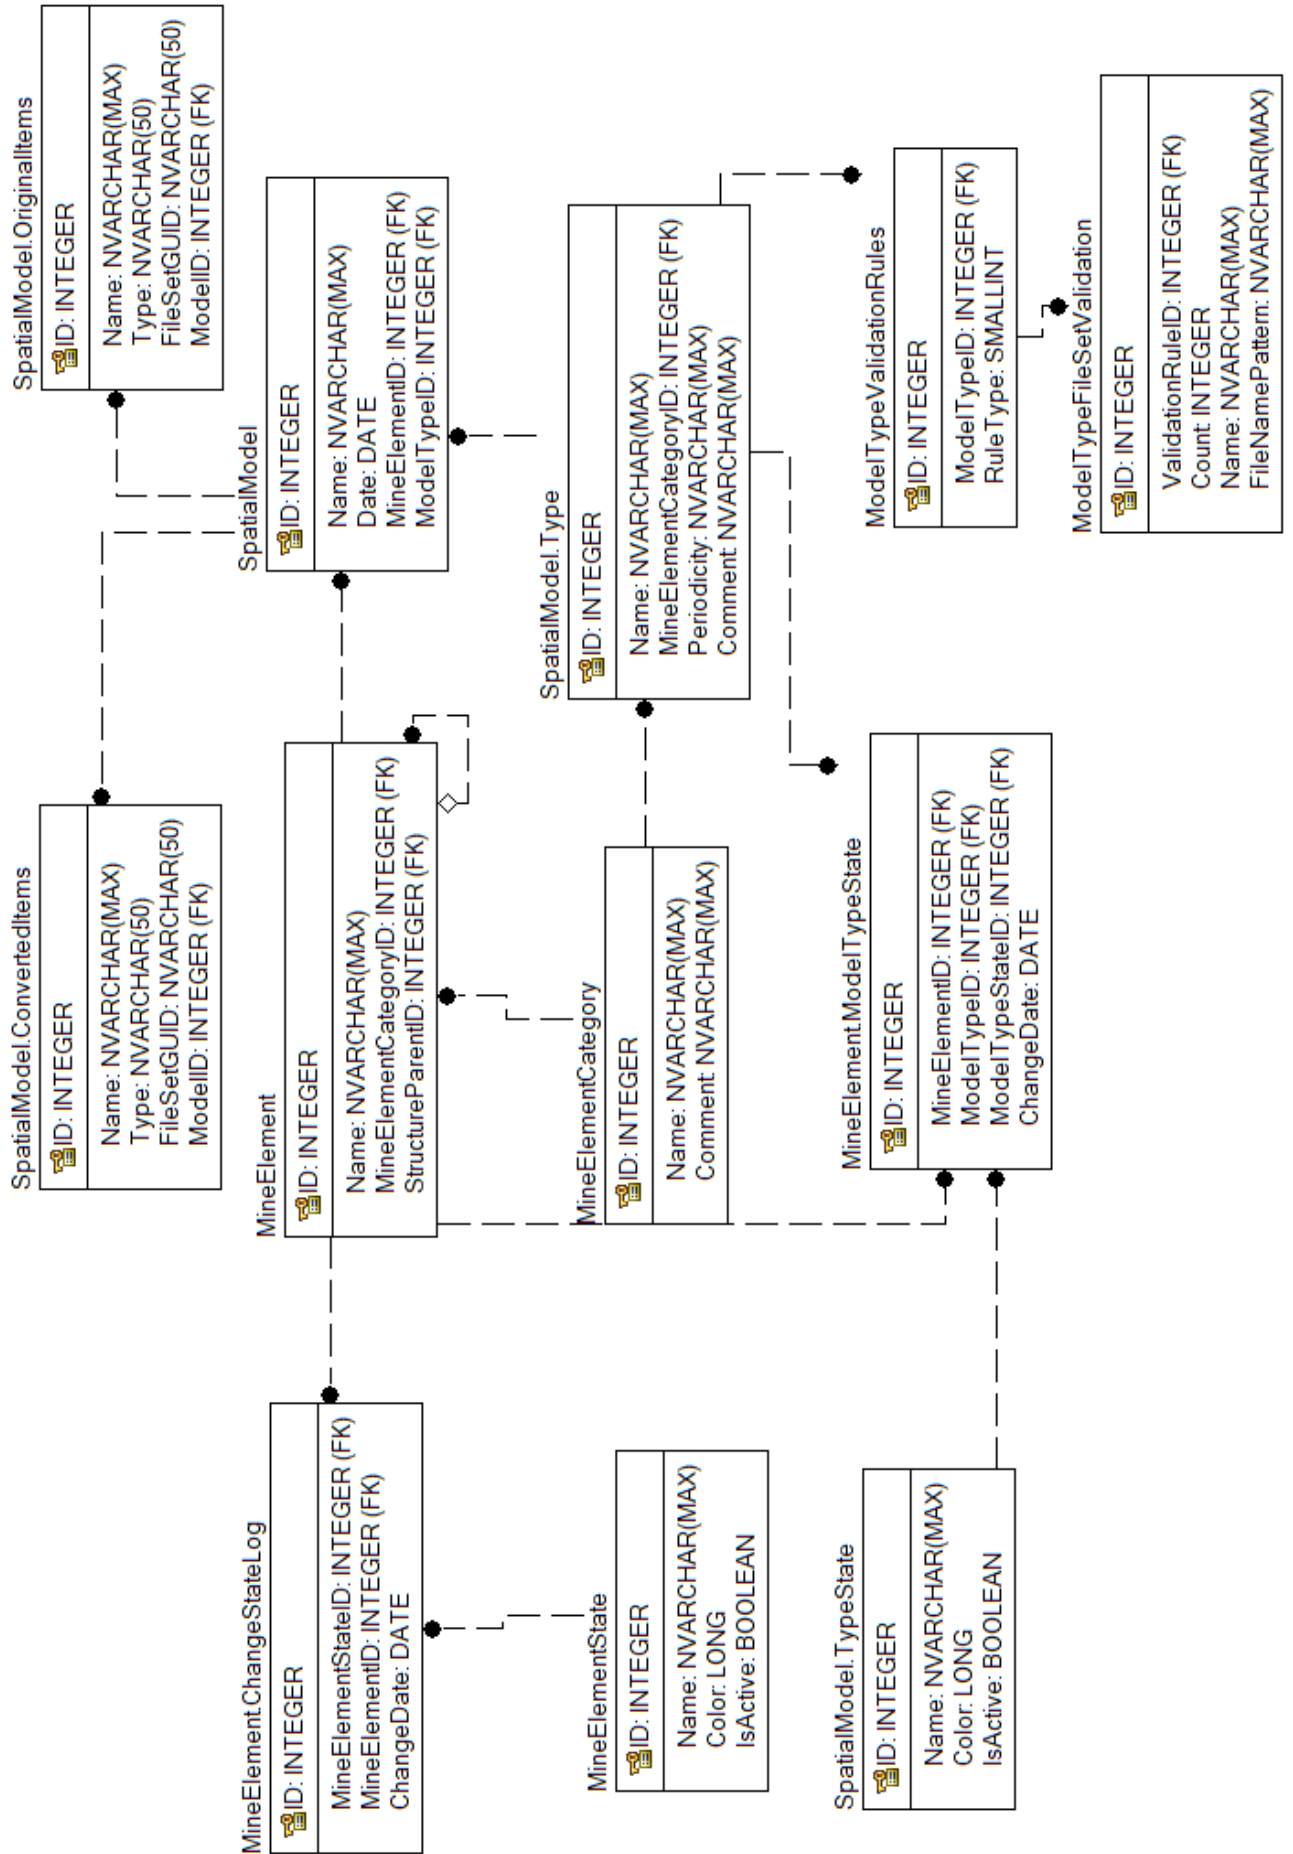 SpatialModel.ConvertedItems
ID: INTEGER
Name: NVARCHAR(MAX)
Type: NVARCHAR(50)
FileSetGUID: NVARCHAR(50)
ModelID: INTEGER (FK)
SpatialModel.OriginalItems
ID: INTEGER
Name: NVARCHAR(MAX)
Type: NVARCHAR(50)
FileSetGUID: NVARCHAR(50)
ModelID: INTEGER (FK)
MineElement.ChangeStateLog
ID: INTEGER
MineElementStateID: INTEGER (FK)
MineElementID: INTEGER (FK)
ChangeDate: DATE
MineElement
ID: INTEGER
Name: NVARCHAR(MAX)
MineElementCategoryID: INTEGER (FK)
StructureParentID: INTEGER (FK)
SpatialModel
ID: INTEGER
Name: NVARCHAR(MAX)
Date: DATE
MineElementID: INTEGER (FK)
ModelTypeID: INTEGER (FK)
MineElementState
ID: INTEGER
Name: NVARCHAR(MAX)
Color: LONG
IsActive: BOOLEAN
MineElementCategory
ID: INTEGER
Name: NVARCHAR(MAX)
Comment: NVARCHAR(MAX)
SpatialModel.Type
ID: INTEGER
Name: NVARCHAR(MAX)
MineElementCategoryID: INTEGER (FK)
Periodicity: NVARCHAR(MAX)
Comment: NVARCHAR(MAX)
SpatialModel.TypeState
ID: INTEGER
Name: NVARCHAR(MAX)
Color: LONG
IsActive: BOOLEAN
MineElement.ModelTypeState
ID: INTEGER
MineElementID: INTEGER (FK)
ModelTypeID: INTEGER (FK)
ModelTypeStateID: INTEGER (FK)
ChangeDate: DATE
ModelTypeValidationRules
ID: INTEGER
ModelTypeID: INTEGER (FK)
RuleType: SMALLINT
ModelTypeFileSetValidation
ID: INTEGER
ValidationRuleID: INTEGER (FK)
Count: INTEGER
Name: NVARCHAR(MAX)
FileNamePattern: NVARCHAR(MAX)